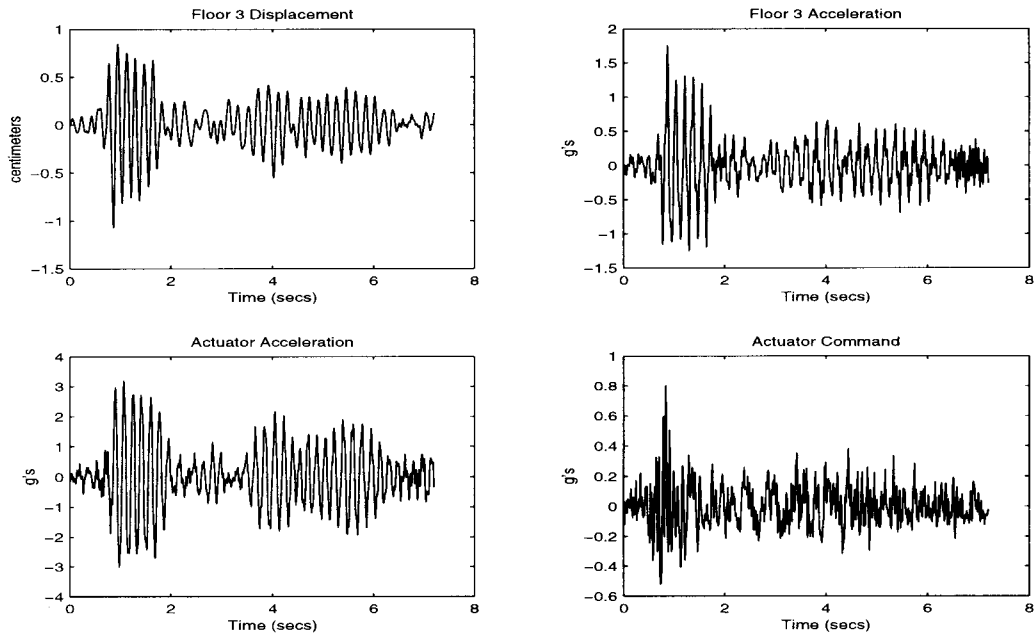 Floor 3 Displacement
1
0.5
0
−0.5
−1
−1.5
centimeters
0 2 4 6 8
Time (secs)
Floor 3 Acceleration
2
1.5
1
0.5
0
−0.5
−1
−1.5
g's
0 2 4 6 8
Time (secs)
Actuator Acceleration
4
3
2
1
0
−1
−2
−3
−4
g's
0 2 4 6 8
Time (secs)
Actuator Command
1
0.8
0.6
0.4
0.2
0
−0.2
−0.4
−0.6
g's
0 2 4 6 8
Time (secs)